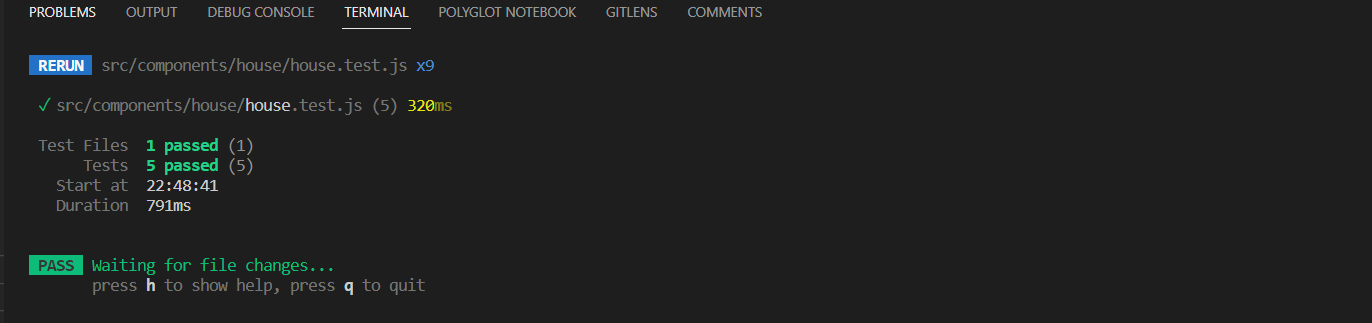 PROBLEMS OUTPUT DEBUG CONSOLE TERMINAL POLYGLOT NOTEBOOK GITLENS COMMENTS
RERUN src/components/house/house.test.js x9
✓ src/components/house/house.test.js (5) 320ms
Test Files 1 passed (1)
Tests 5 passed (5)
Start at 22:48:41
Duration 791ms
PASS Waiting for file changes...
press h to show help, press q to quit